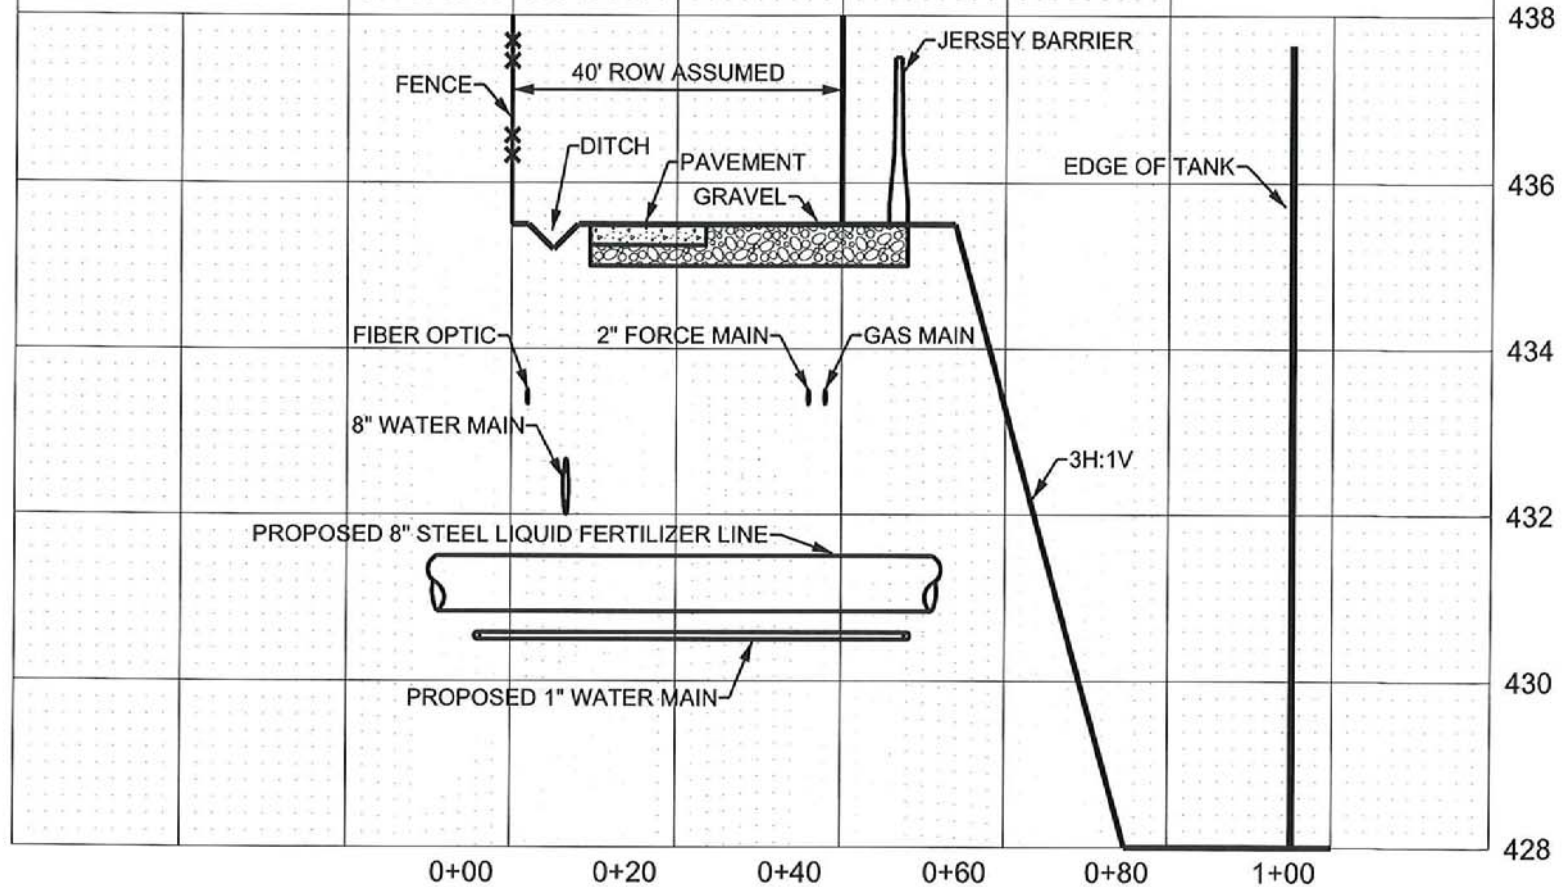 438
JERSEY BARRIER
40' ROW ASSUMED
FENCE
DITCH
PAVEMENT
EDGE OF TANK
436
GRAVEL
FIBER OPTIC
2" FORCE MAIN
GAS MAIN
434
8" WATER MAIN
3H:1V
432
PROPOSED 8" STEEL LIQUID FERTILIZER LINE
430
PROPOSED 1" WATER MAIN
428
0+00 0+20 0+40 0+60 0+80 1+00